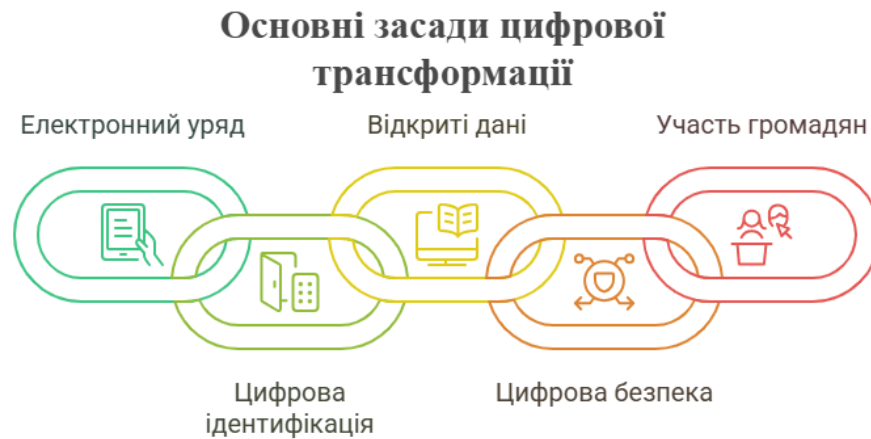 Основні засади цифрової
трансформації
Електронний уряд
Відкриті дані
Участь громадян
Цифрова
ідентифікація
Цифрова безпека